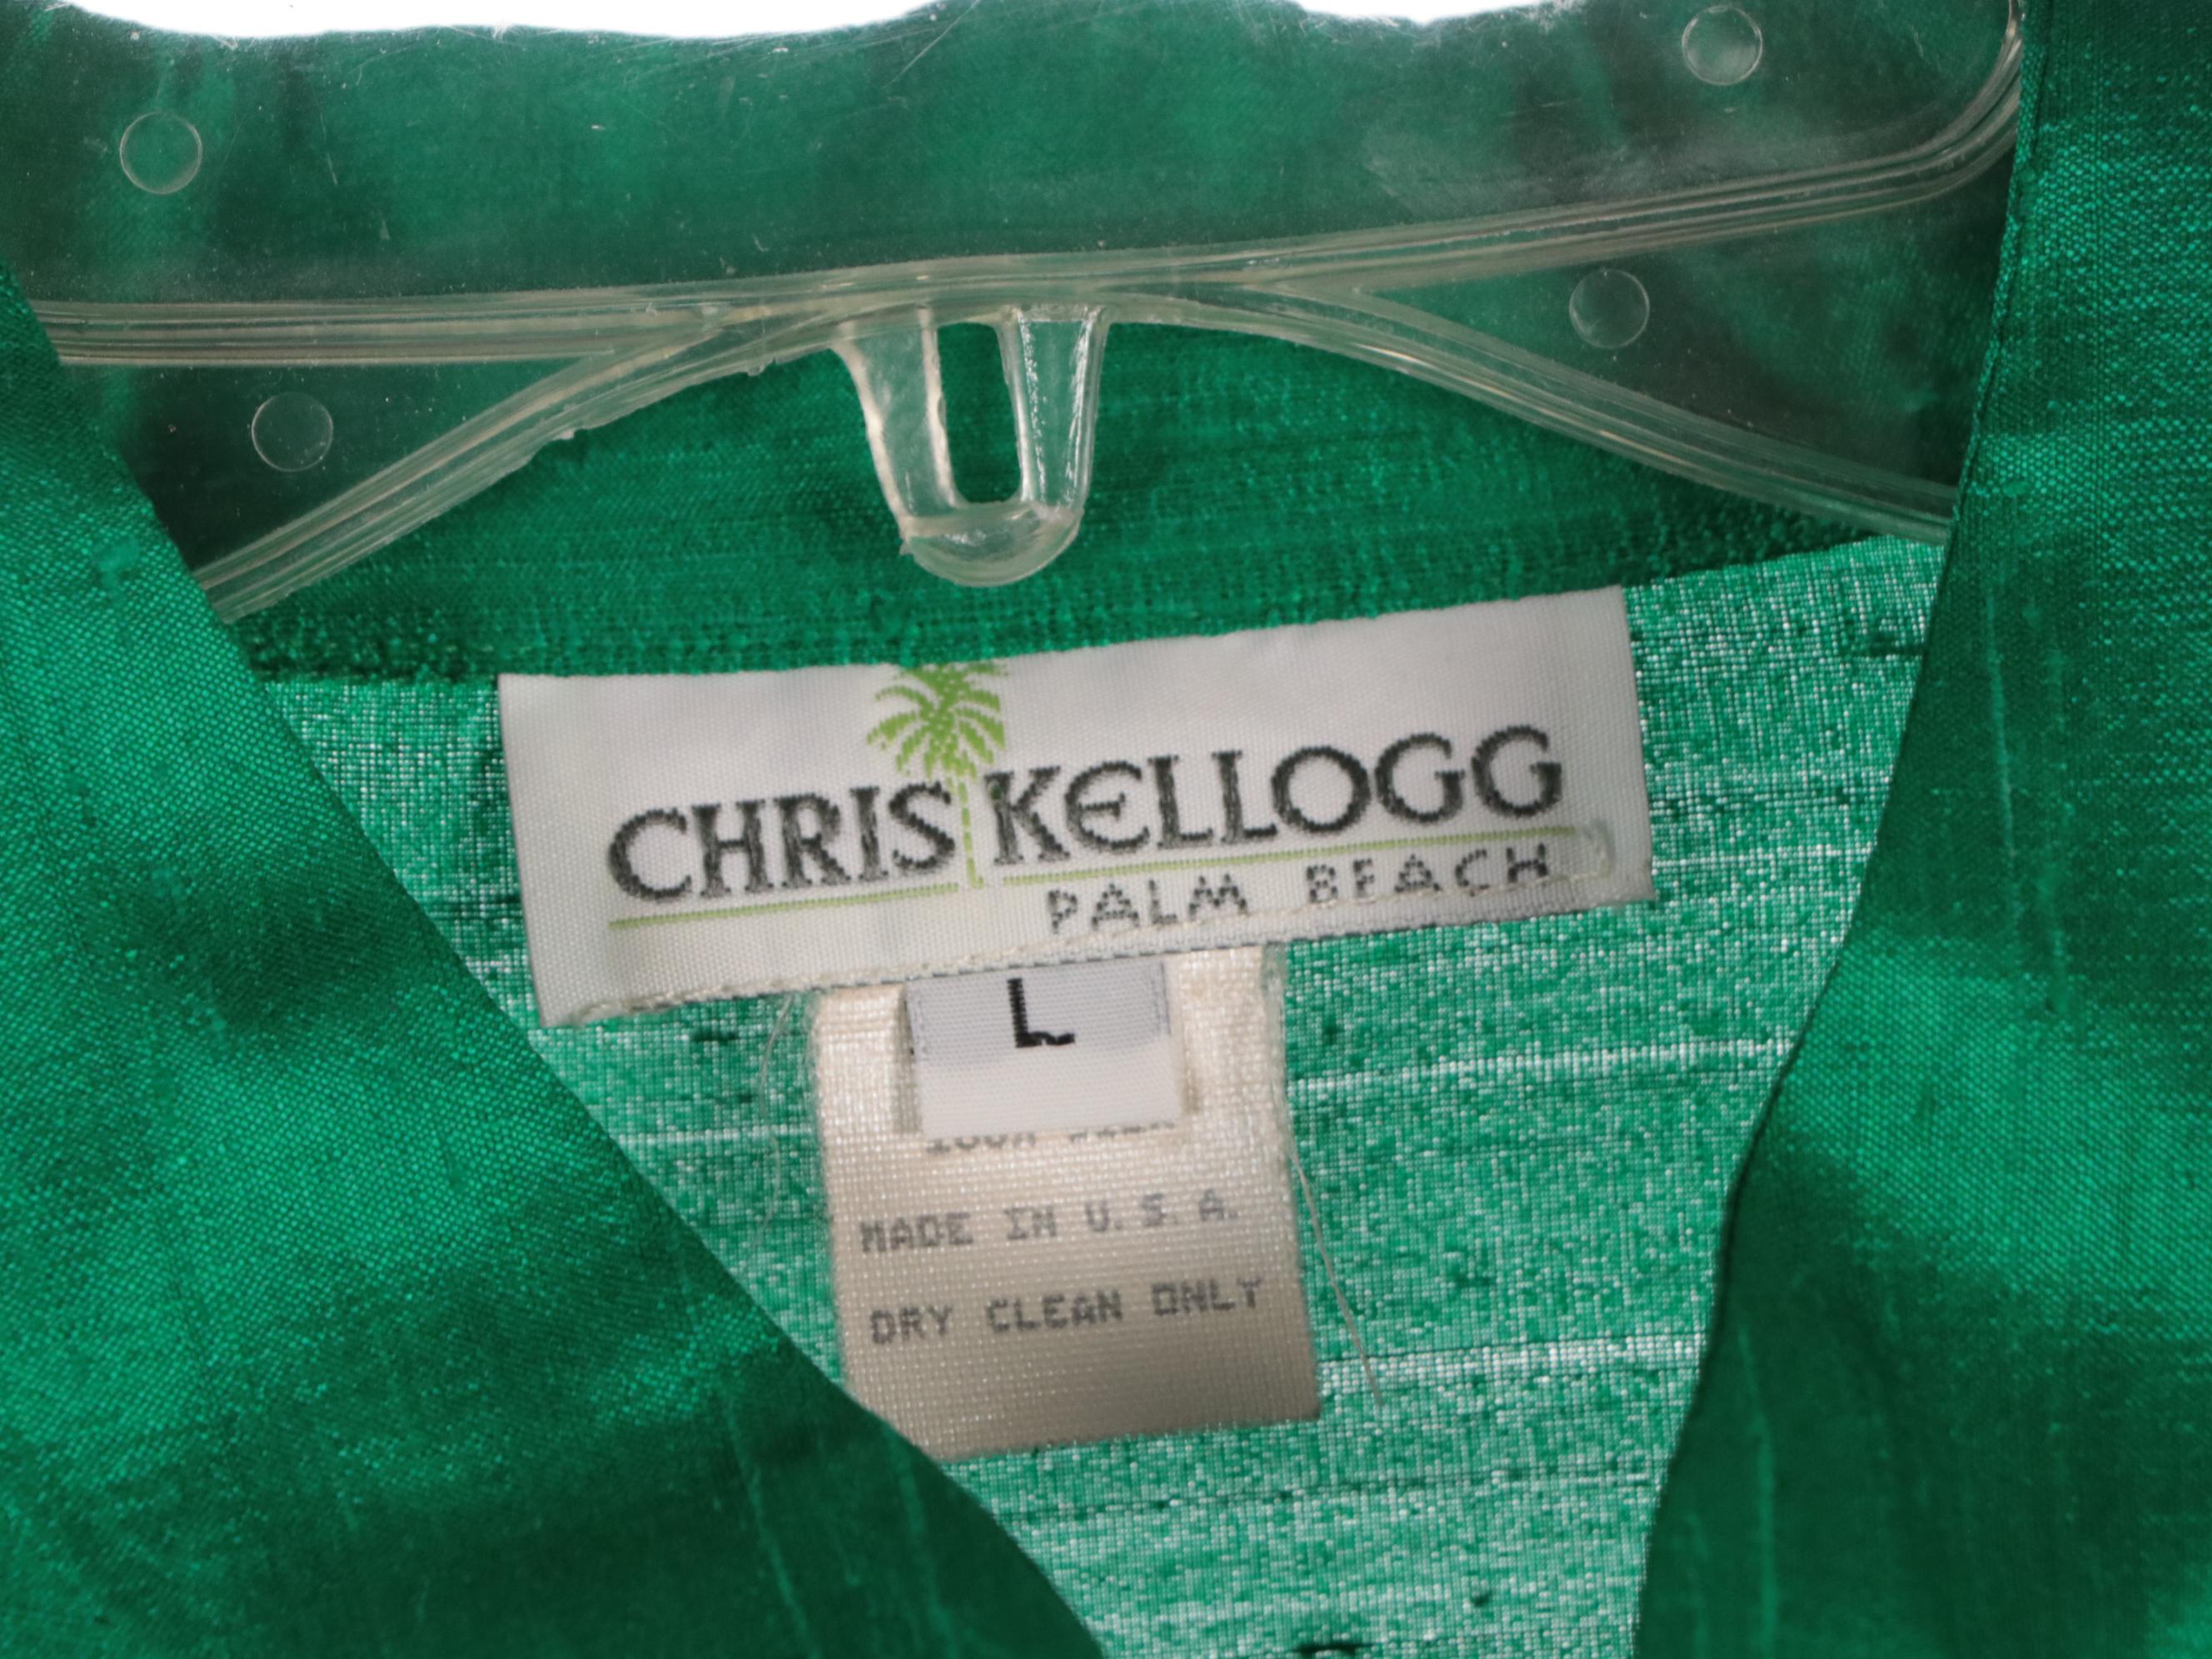 CHRIS KELLOGG
PALM BEACH
L
MADE IN U.S.A.
DRY CLEAN ONLY